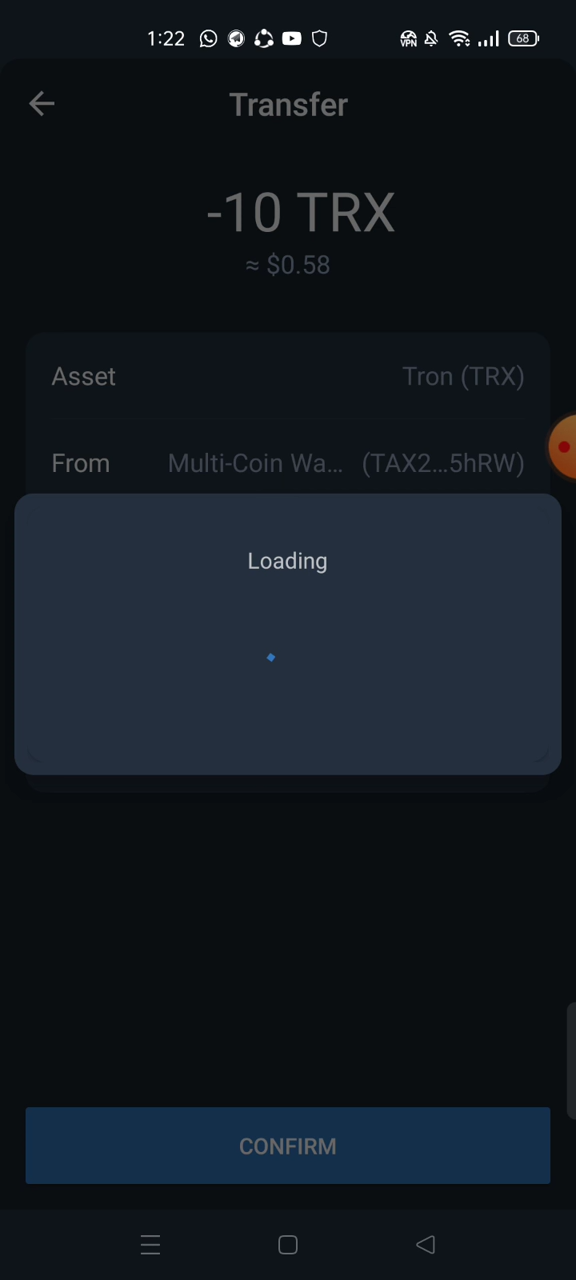 1:22
VPN
68
Transfer
-10 TRX
≈ $0.58
Asset Tron (TRX)
From Multi-Coin Wa... (TAX2...5hRW)
Loading
CONFIRM